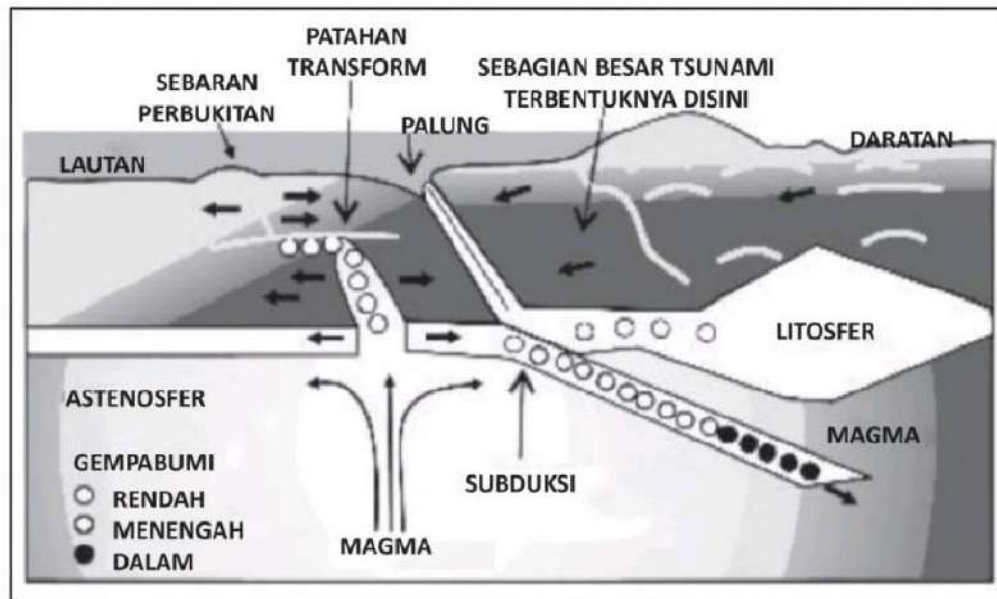 PATAHAN
TRANSFORM
SEBARAN
PERBUKITAN
SEBAGIAN BESAR TSUNAMI
TERBENTUKNYA DISINI
PALUNG
LAUTAN
DARATAN
LITOSFER
ASTENOSFER
MAGMA
GEMPABUMI
RENDAH
MENENGAH
DALAM
SUBDUKSI
MAGMA